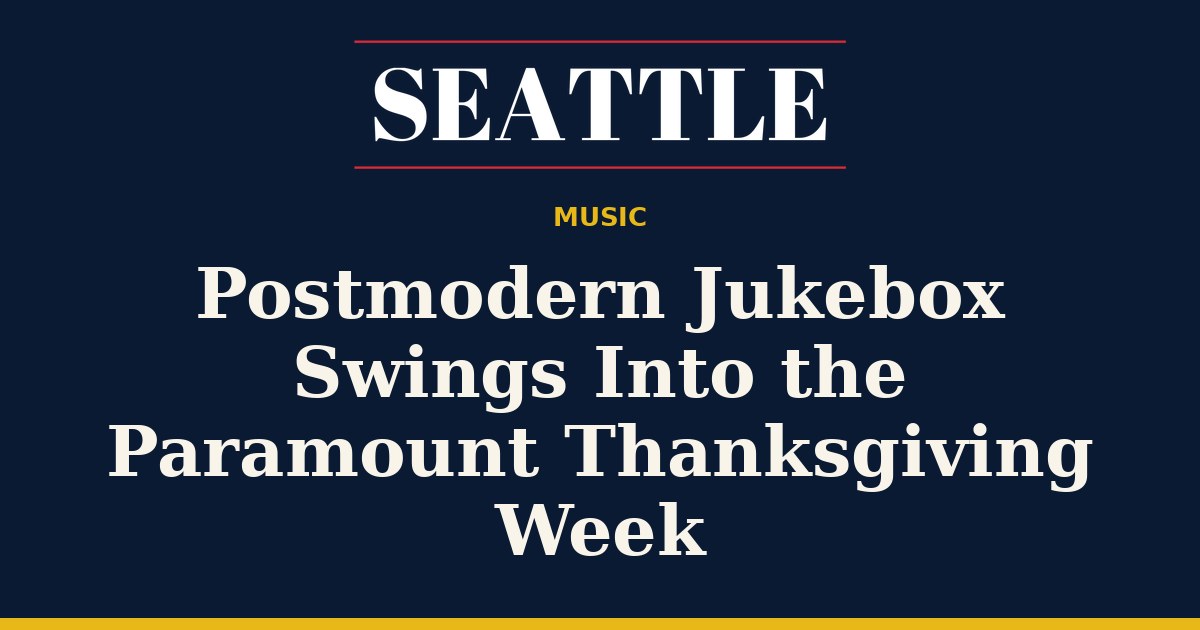 SEATTLE
MUSIC
Postmodern Jukebox
Swings Into the
Paramount Thanksgiving
Week